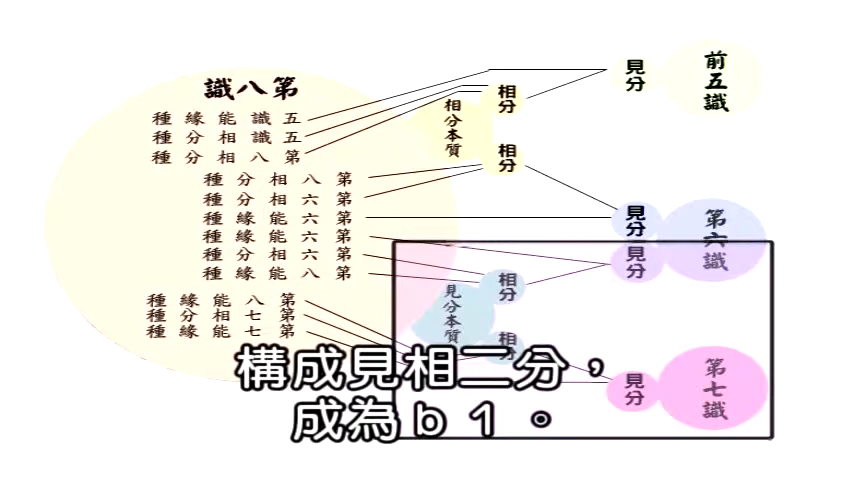 識八第
種緣能識五
種分相識五
種分相八第
種分相八第
種分相六第
種緣能六第
種緣能六第
種分相六第
種緣能八第
種緣能八第
種分相七第
種緣能七第
相分
相分本質
相分
相分
見分本質
相分
見分
見分
見分
見分
前五識
第六識
第七識
構成見相二分，
成為ｂ１。